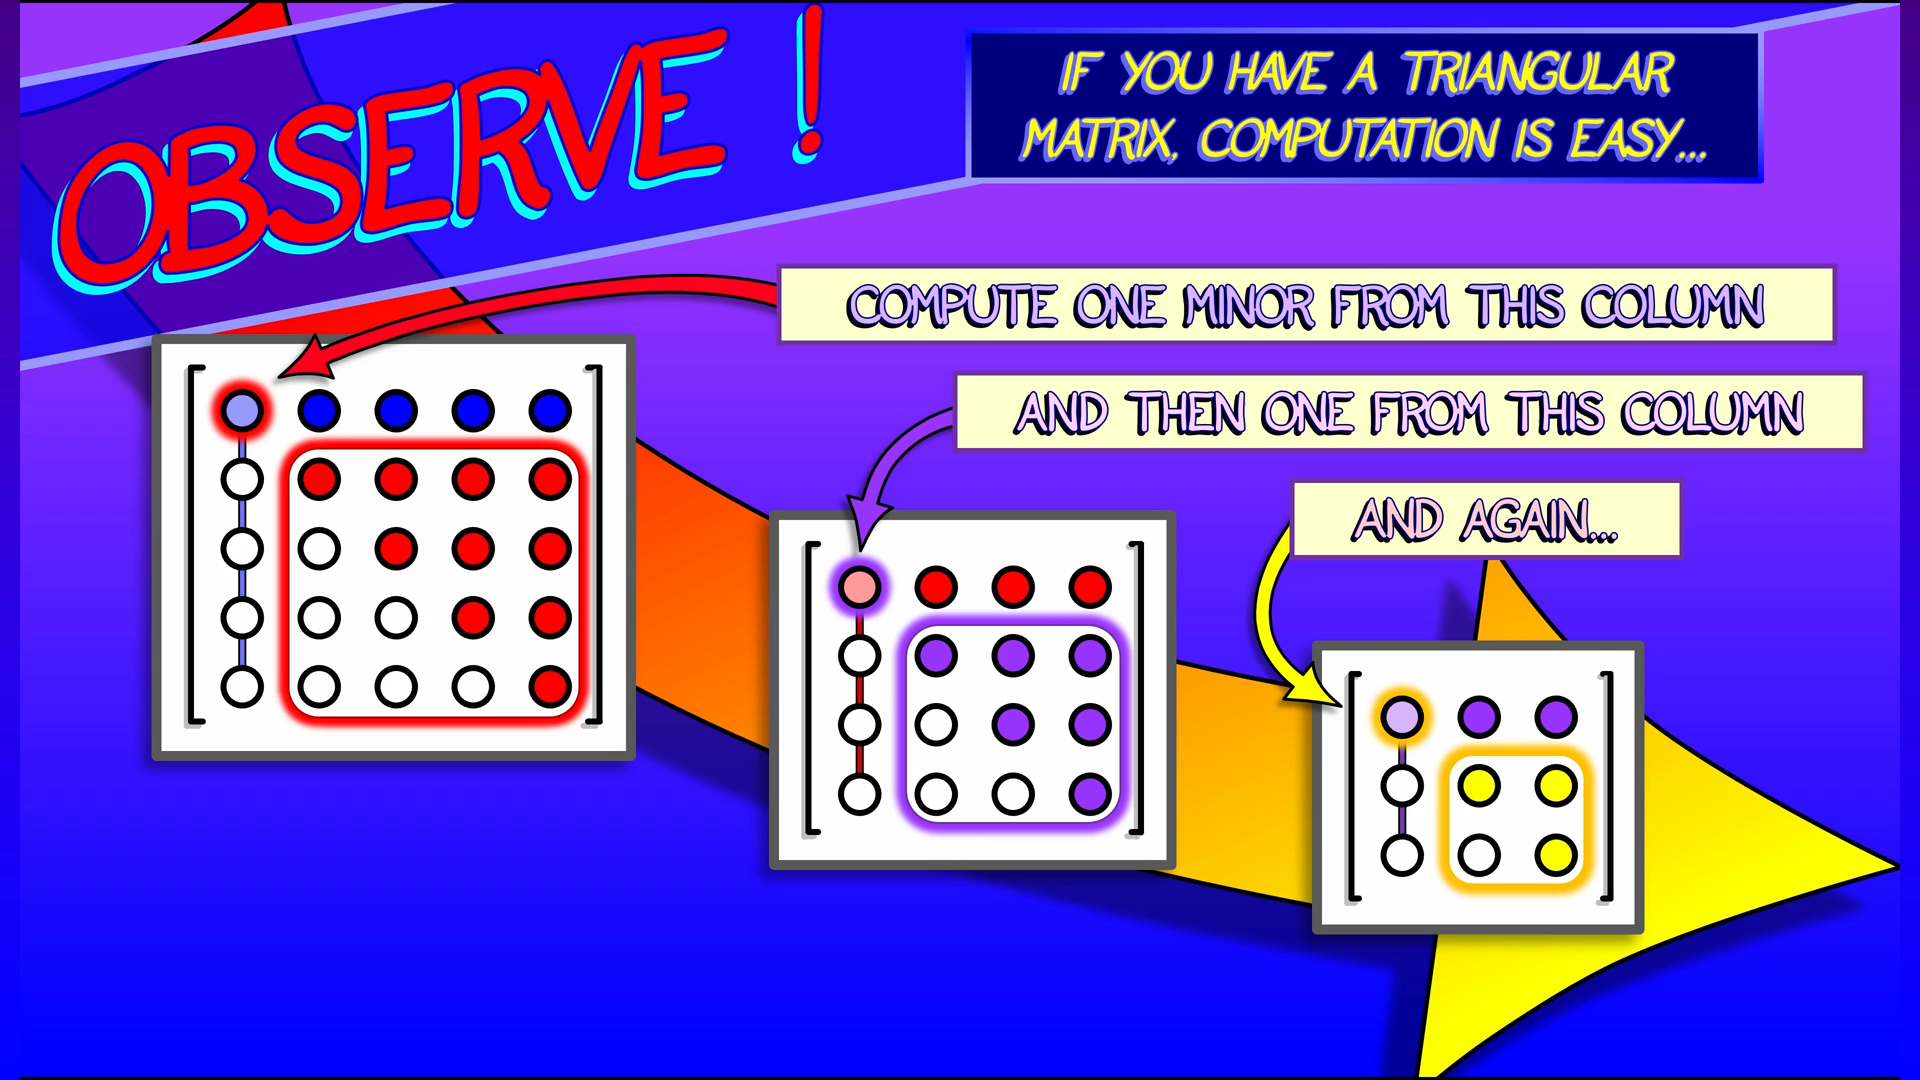 OBSERVE!
IF YOU HAVE A TRIANGULAR
MATRIX, COMPUTATION IS EASY...
COMPUTE ONE MINOR FROM THIS COLUMN
AND THEN ONE FROM THIS COLUMN
AND AGAIN...